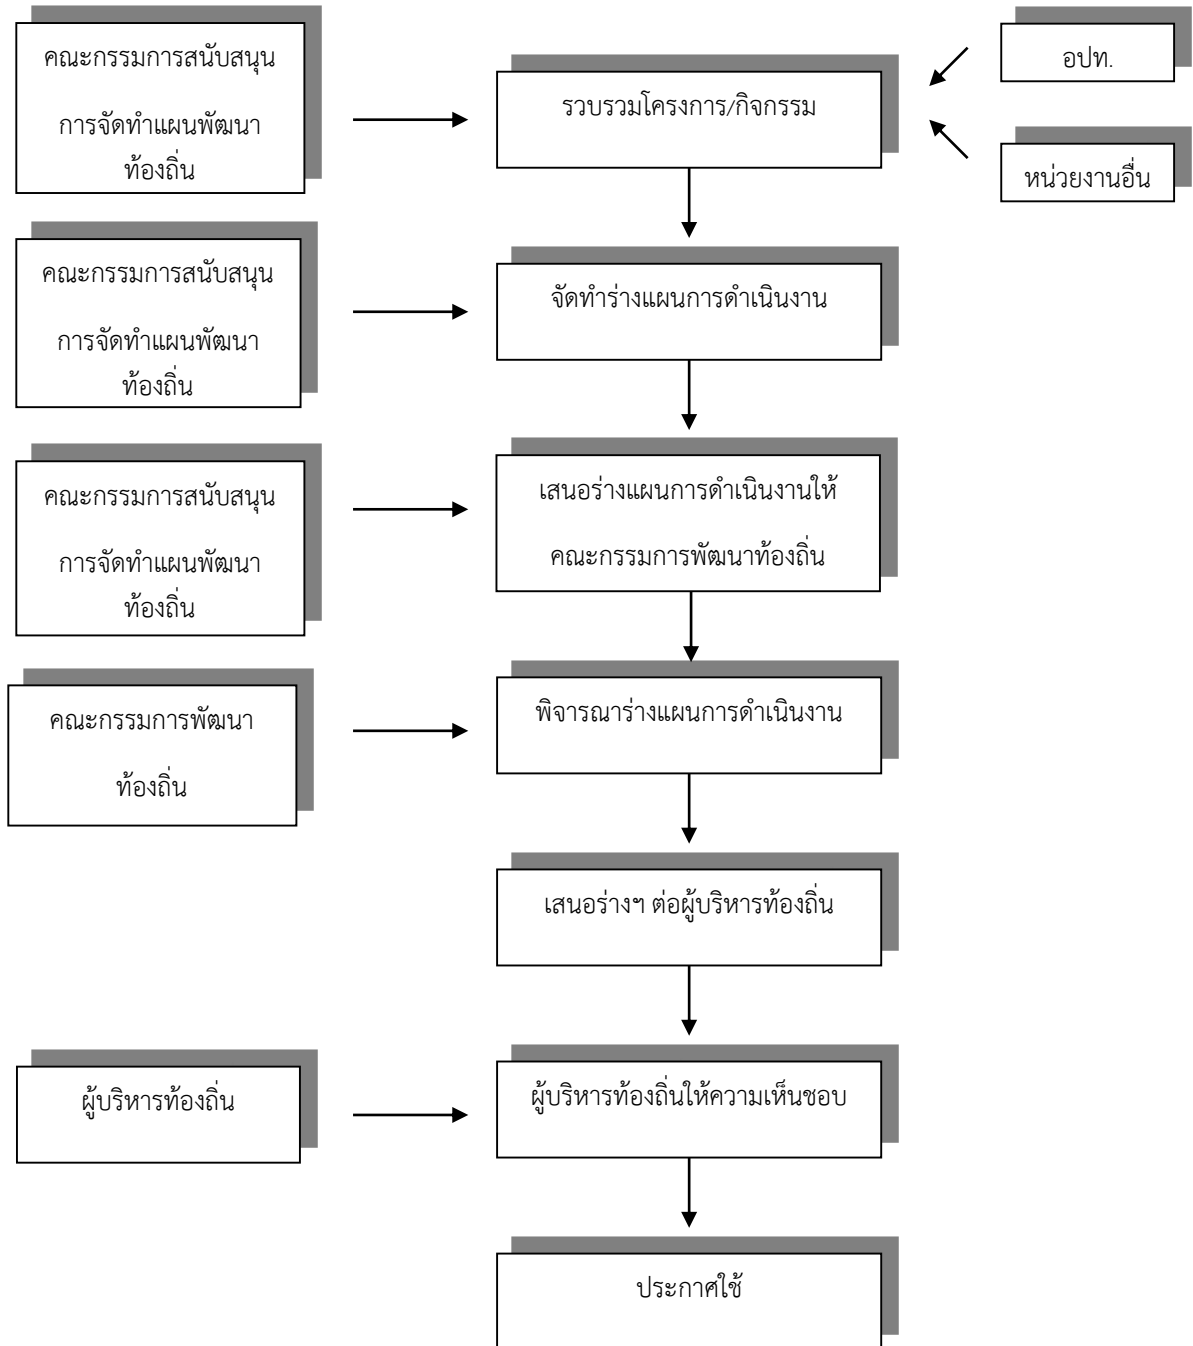 คณะกรรมการสนับสนุน
การจัดทำแผนพัฒนา
ท้องถิ่น
รวบรวมโครงการ/กิจกรรม
อปท.
หน่วยงานอื่น
คณะกรรมการสนับสนุน
การจัดทำแผนพัฒนา
ท้องถิ่น
จัดทำร่างแผนการดำเนินงาน
คณะกรรมการสนับสนุน
การจัดทำแผนพัฒนา
ท้องถิ่น
เสนอร่างแผนการดำเนินงานให้
คณะกรรมการพัฒนาท้องถิ่น
คณะกรรมการพัฒนา
ท้องถิ่น
พิจารณาร่างแผนการดำเนินงาน
เสนอร่างฯ ต่อผู้บริหารท้องถิ่น
ผู้บริหารท้องถิ่น
ผู้บริหารท้องถิ่นให้ความเห็นชอบ
ประกาศใช้